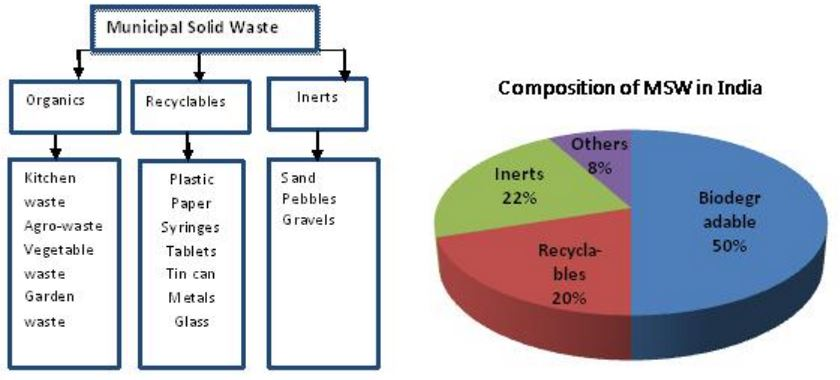 Municipal Solid Waste
Organics
Recyclables
Inerts
Kitchen
waste
Agro-waste
Vegetable
waste
Garden
waste
Plastic
Paper
Syringes
Tablets
Tin can
Metals
Glass
Sand
Pebbles
Gravels
Composition of MSW in India
Others
8%
Inerts
22%
Biodegr
adable
50%
Recycla-
bles
20%